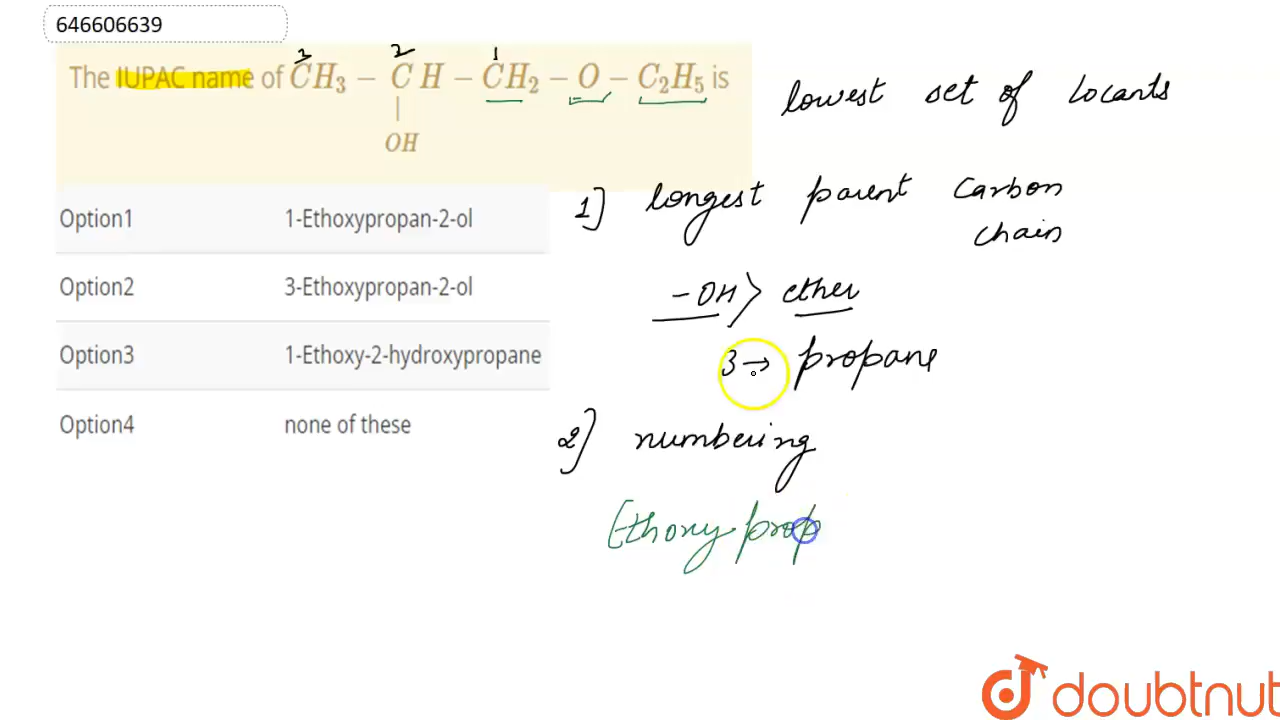 646606639
3 2 1
The IUPAC name of CH3 – CH – CH2 – O – C2H5 is
|
OH
lowest set of Locants
Option1 1-Ethoxypropan-2-ol
1] longest parent Carbon
chain
Option2 3-Ethoxypropan-2-ol
-OH > ether
Option3 1-Ethoxy-2-hydroxypropane
3 → propane
Option4 none of these
2] numbering
Ethoxy prop
doubtnut